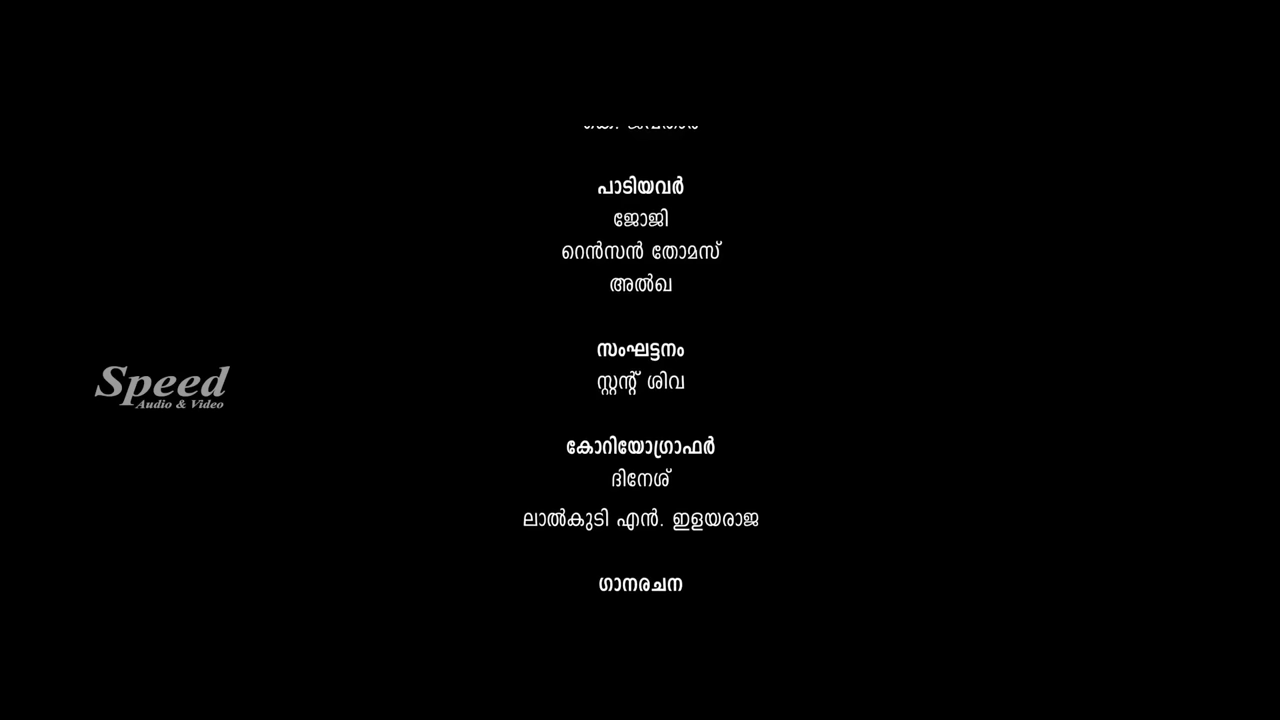 പാടിയവർ
ജോജി
റെൻസൻ തോമസ്
അൽഖ
സംഘട്ടനം
സ്റ്റന്റ് ശിവ
Speed
Audio & Video
കോറിയോഗ്രാഫർ
ദിനേശ്
ലാൽകുടി എൻ. ഇളയരാജ
ഗാനരചന